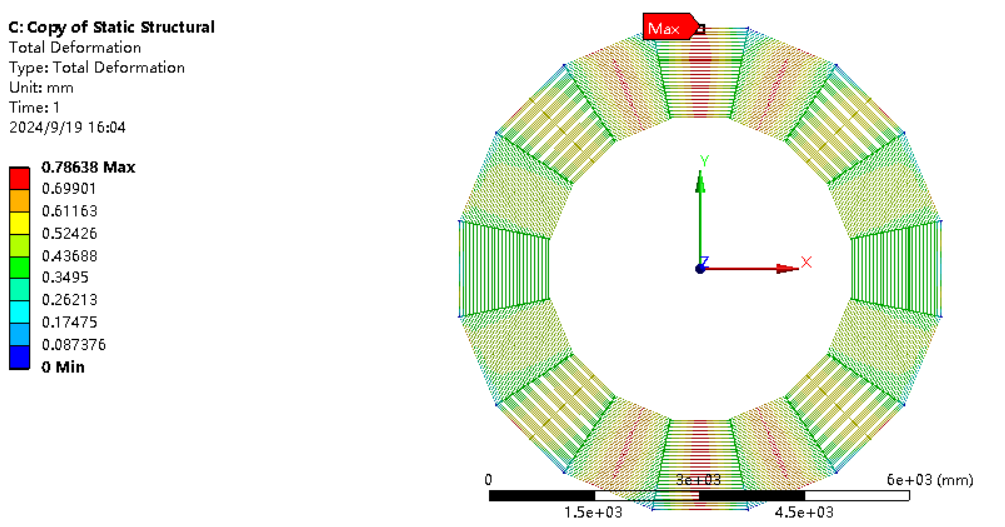 C: Copy of Static Structural
Total Deformation
Type: Total Deformation
Unit: mm
Time: 1
2024/9/19 16:04
0.78638 Max
0.69901
0.61163
0.52426
0.43688
0.3495
0.26213
0.17475
0.087376
0 Min
Max
Y
Z
X
0 3e+03 6e+03 (mm)
1.5e+03 4.5e+03